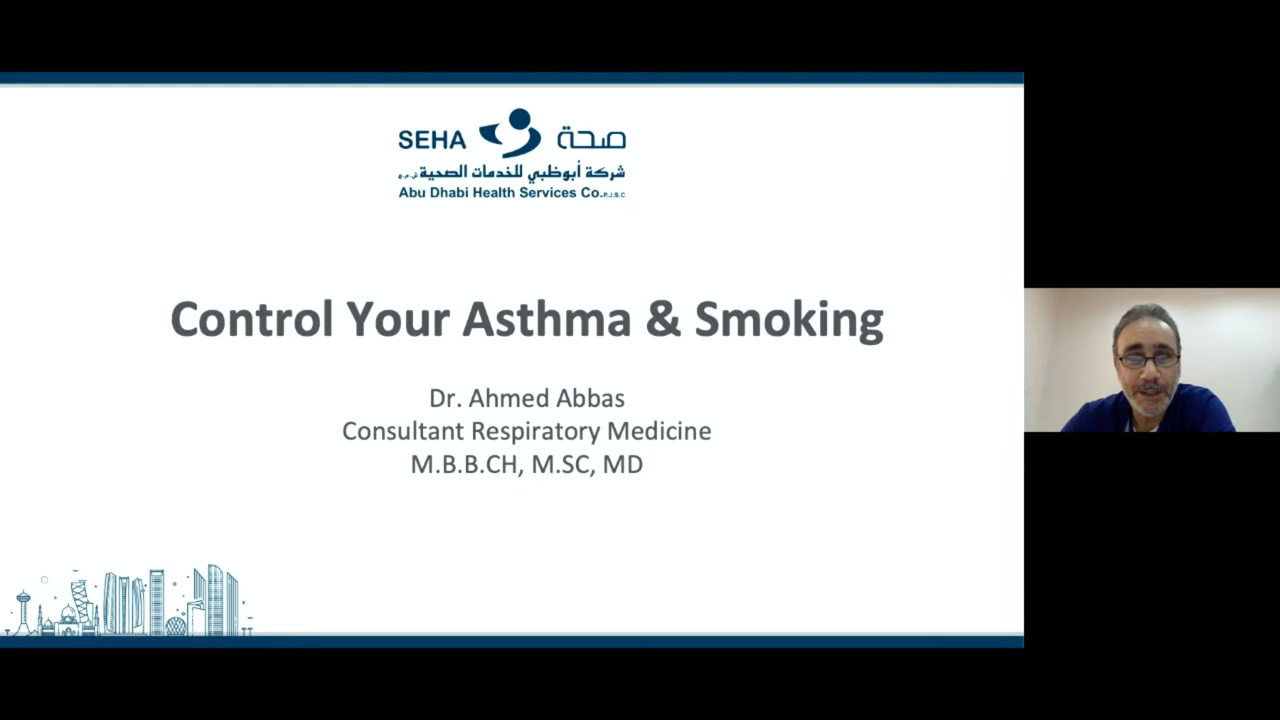 SEHA صحة
شركة أبوظبي للخدمات الصحية ش.م.ع
Abu Dhabi Health Services Co. P.J.S.C
Control Your Asthma & Smoking
Dr. Ahmed Abbas
Consultant Respiratory Medicine
M.B.B.CH, M.SC, MD